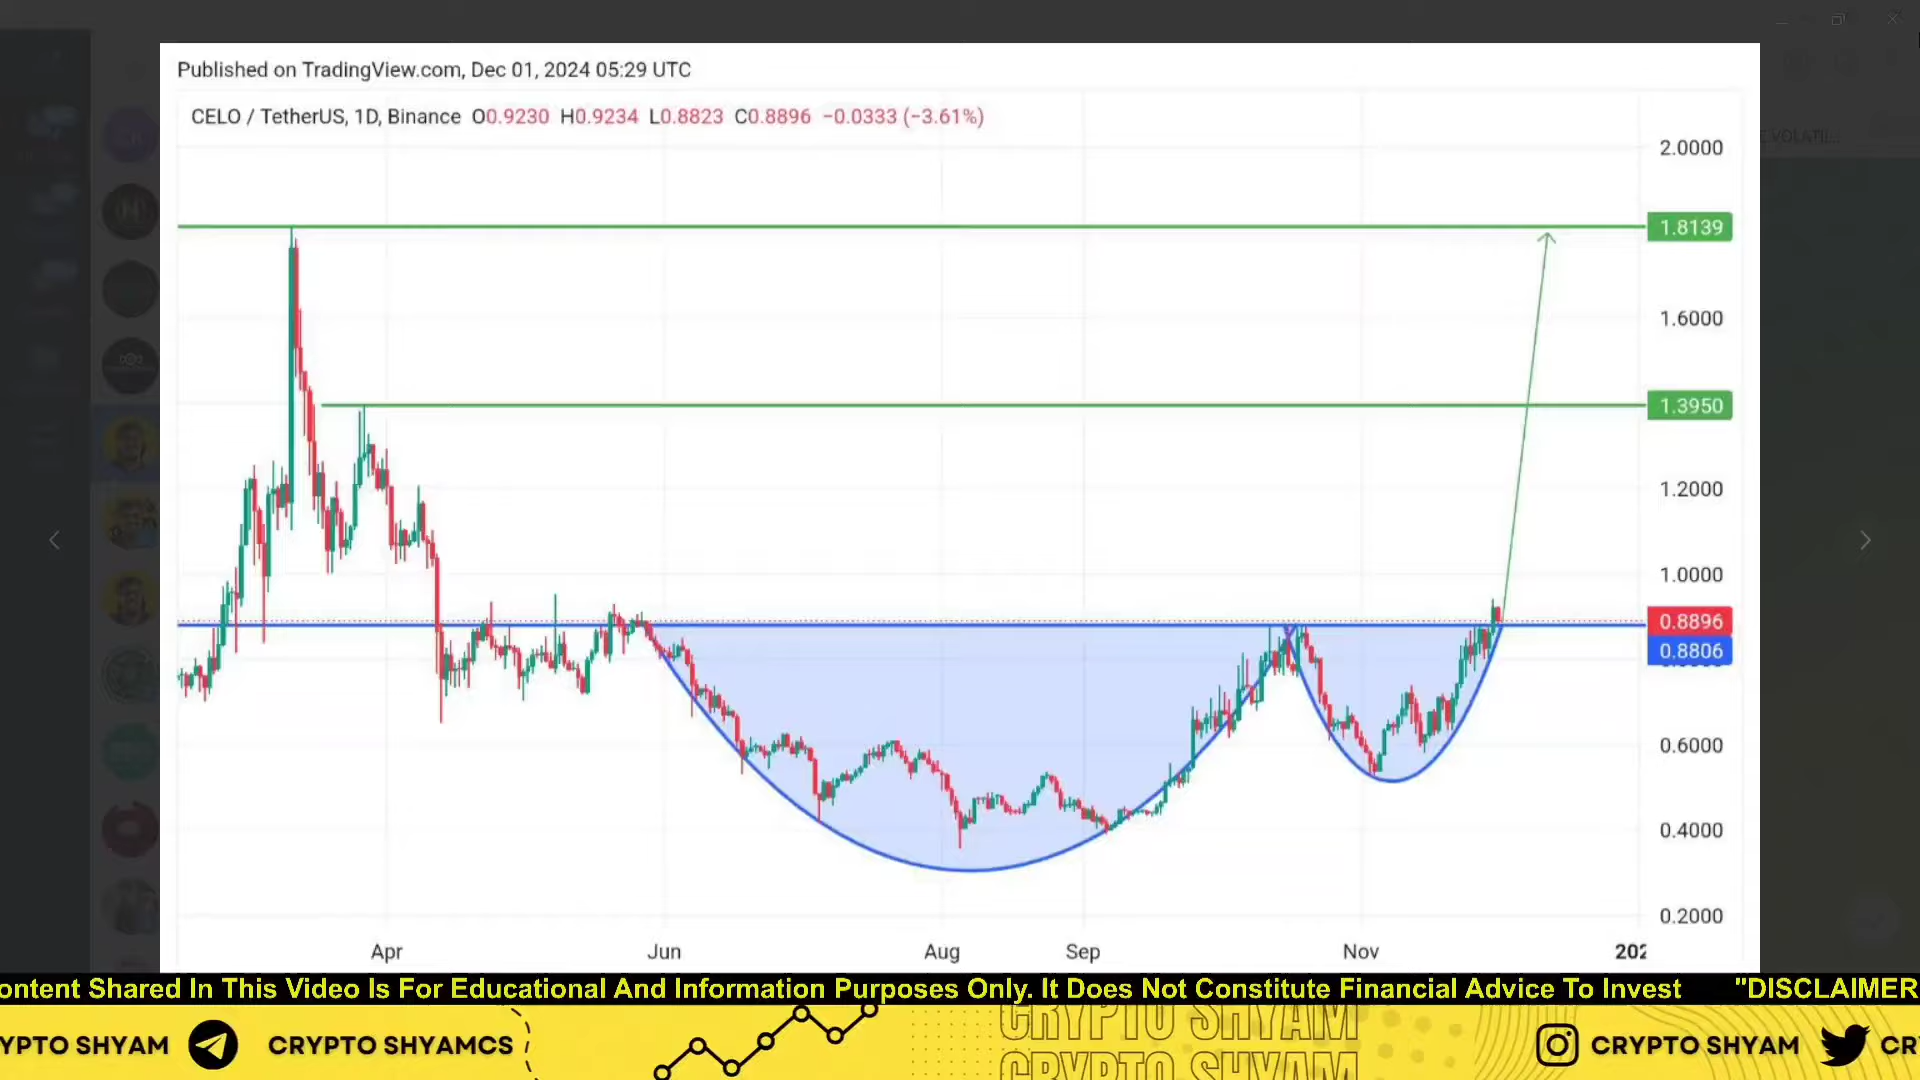 Published on TradingView.com, Dec 01, 2024 05:29 UTC
CELO / TetherUS, 1D, Binance O0.9230 H0.9234 L0.8823 C0.8896 −0.0333 (−3.61%)
2.0000
1.8139
1.6000
1.3950
1.2000
1.0000
0.8896
0.8806
0.6000
0.4000
0.2000
Apr Jun Aug Sep Nov 202
ontent Shared In This Video Is For Educational And Information Purposes Only. It Does Not Constitute Financial Advice To Invest "DISCLAIMER
YPTO SHYAM CRYPTO SHYAMCS CRYPTO SHYAM CRYPTO SHYAM CR
CRYPTO SHYAM